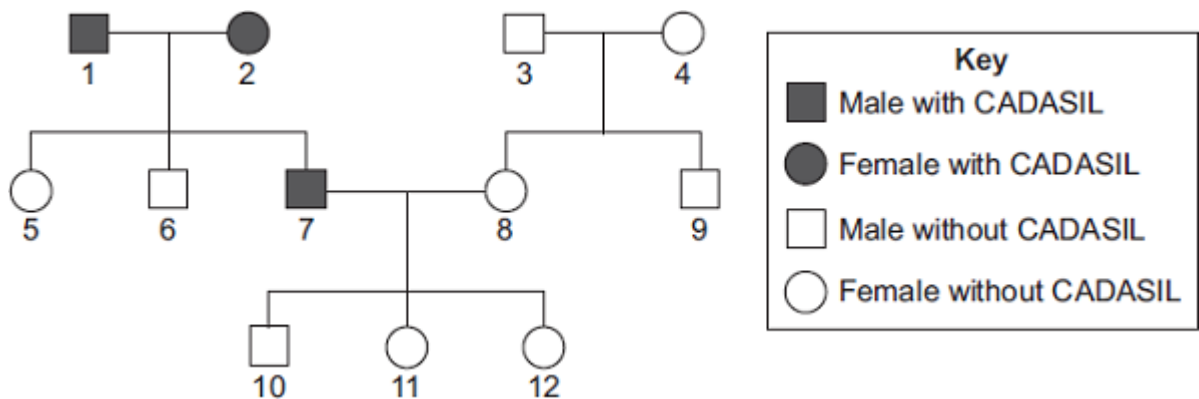 1 2 3 4
5 6 7 8 9
10 11 12
Key
Male with CADASIL
Female with CADASIL
Male without CADASIL
Female without CADASIL